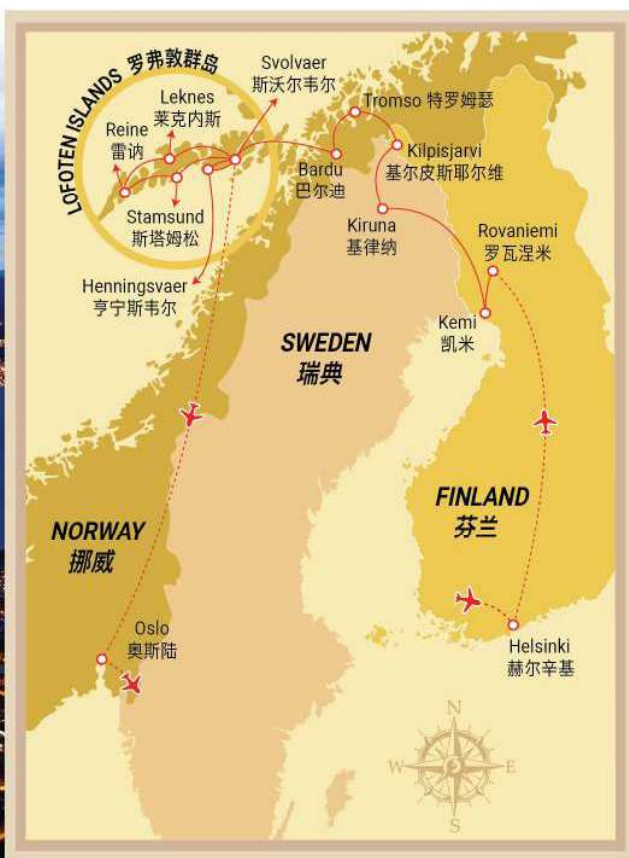 LOFOTEN ISLANDS 罗弗敦群岛
Svolvaer
斯沃尔韦尔
Leknes
莱克内斯
Reine
雷讷
Stamsund
斯塔姆松
Henningsvaer
亨宁斯韦尔
Tromso 特罗姆瑟
Kilpisjarvi
基尔皮斯耶尔维
Bardu
巴尔迪
Kiruna
基律纳
Rovaniemi
罗瓦涅米
Kemi
凯米
SWEDEN
瑞典
FINLAND
芬兰
NORWAY
挪威
Oslo
奥斯陆
Helsinki
赫尔辛基
N
W
E
S